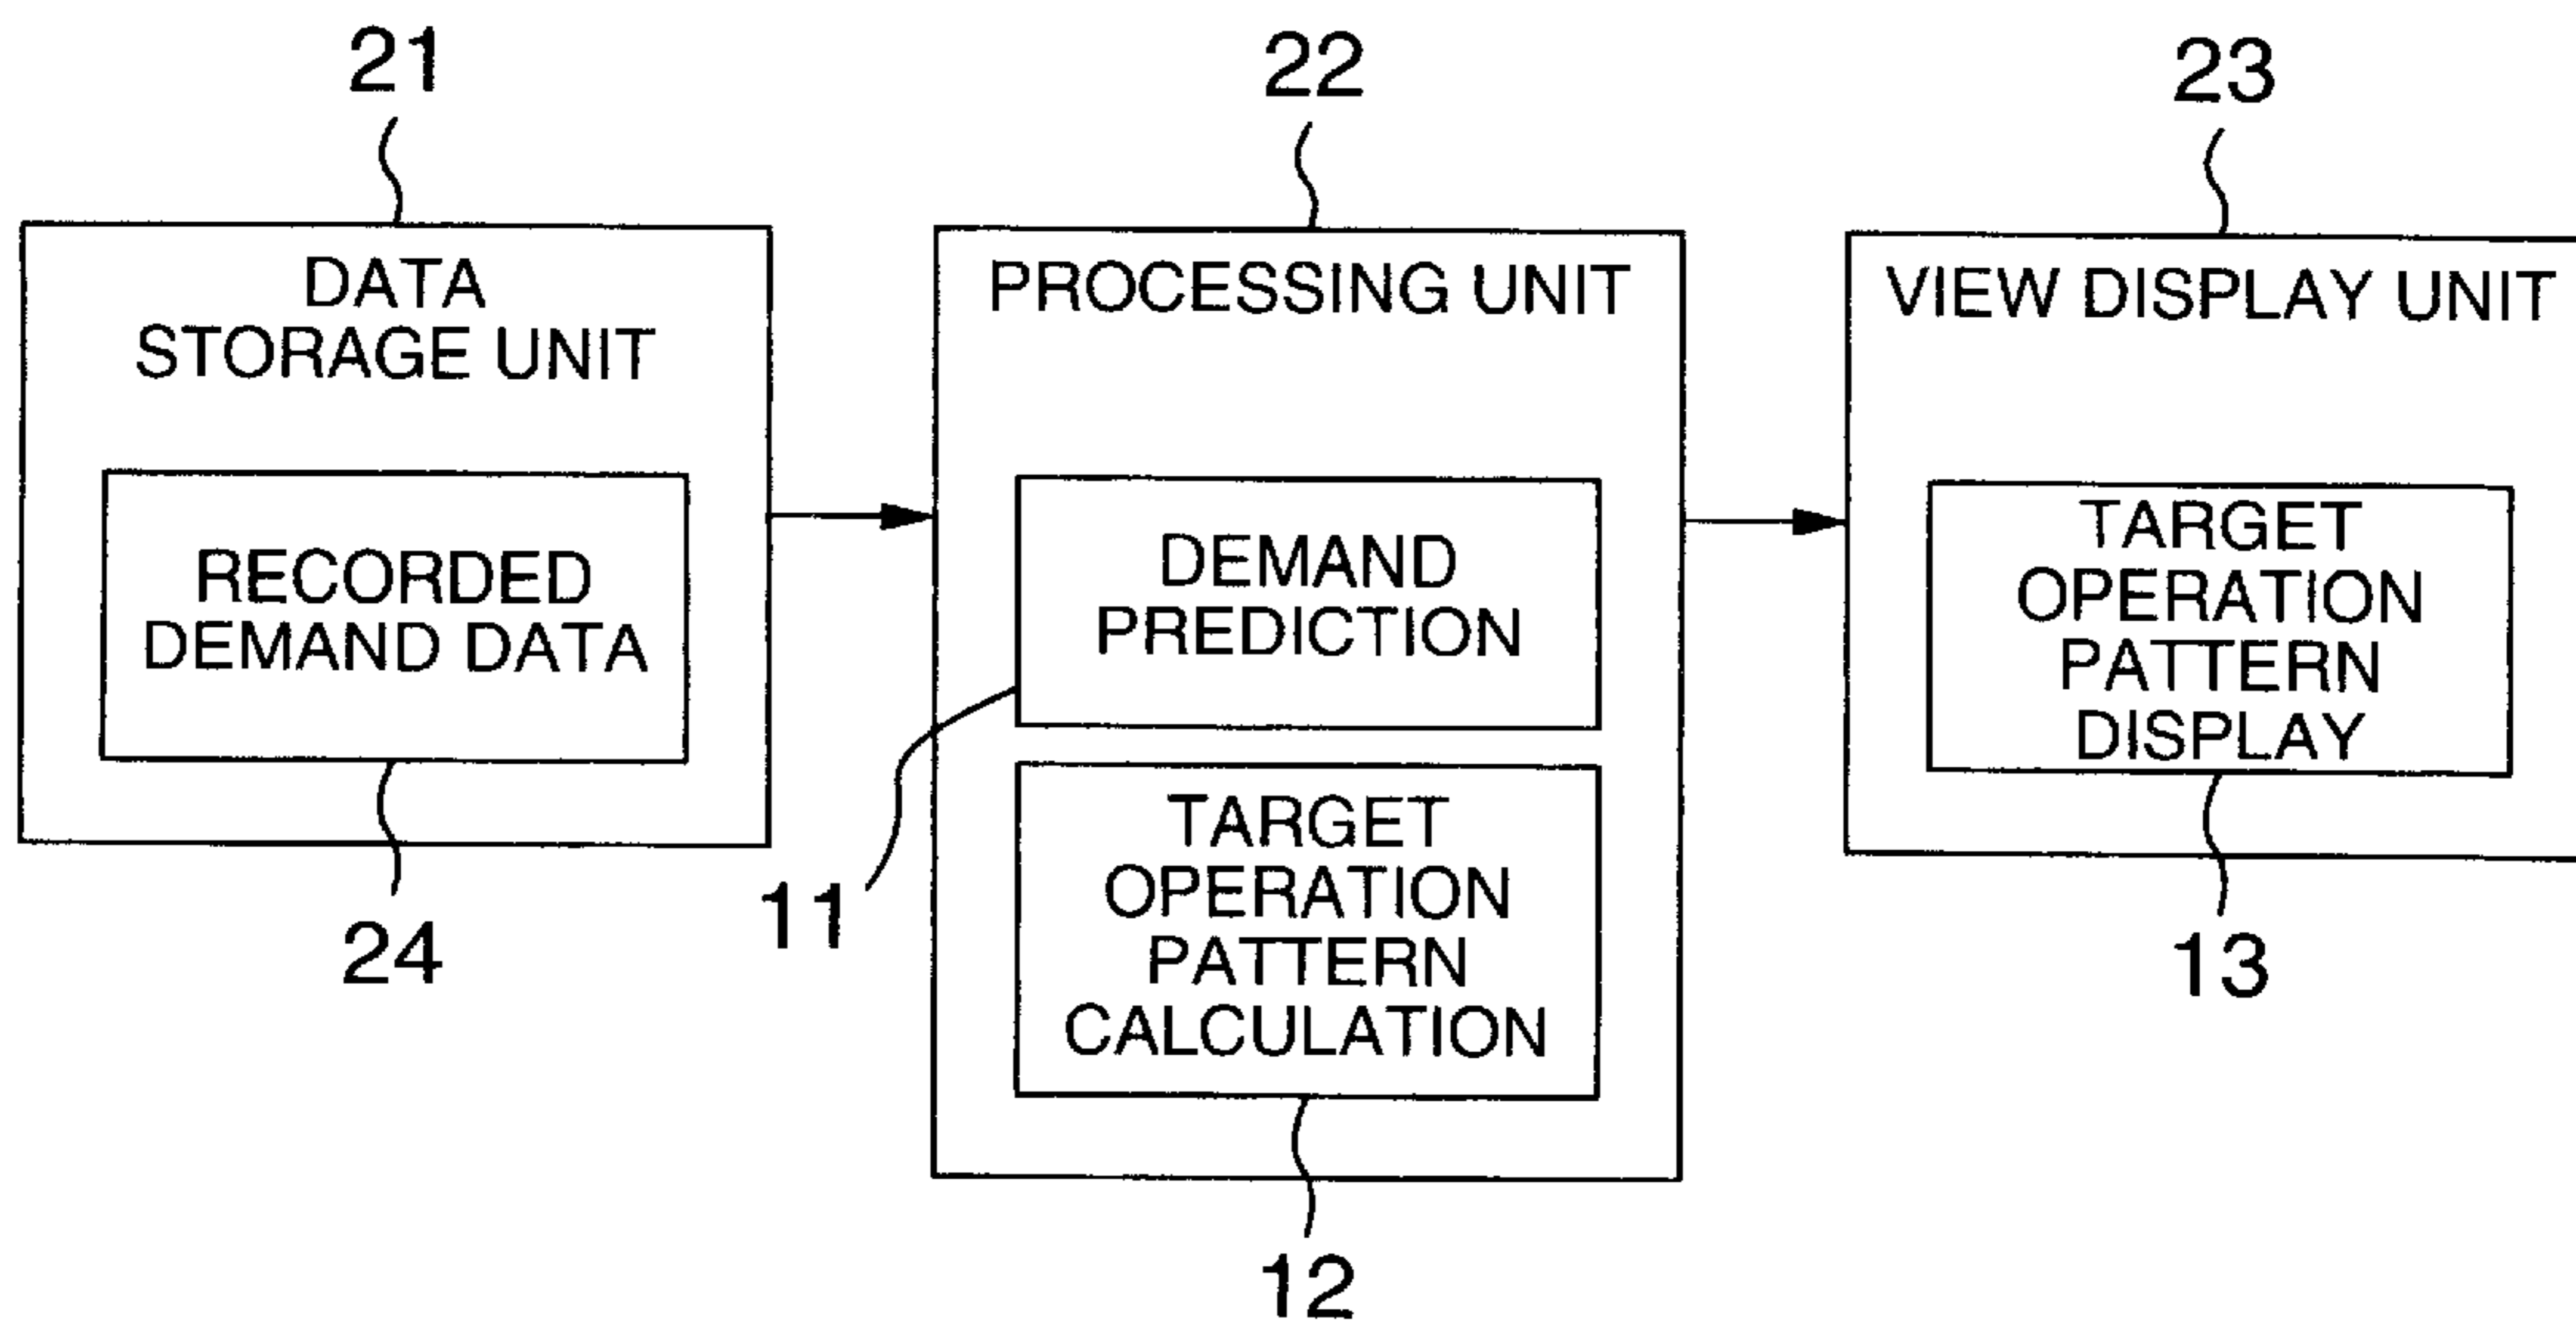 21
DATA
STORAGE UNIT
RECORDED
DEMAND DATA
24
22
PROCESSING UNIT
DEMAND
PREDICTION
11
TARGET
OPERATION
PATTERN
CALCULATION
12
23
VIEW DISPLAY UNIT
TARGET
OPERATION
PATTERN
DISPLAY
13